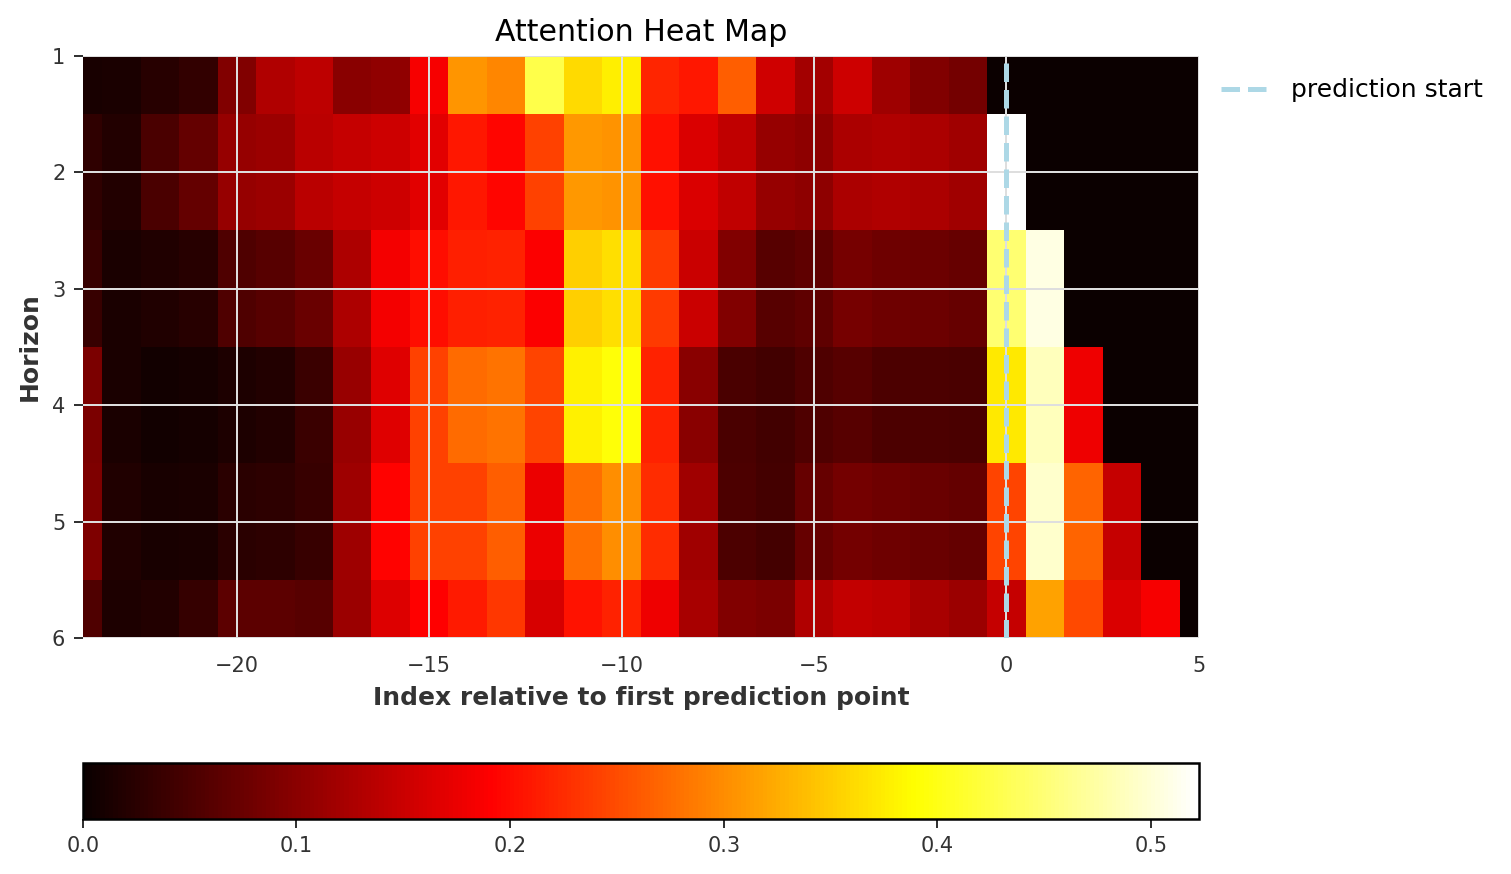 Attention Heat Map
prediction start
Horizon
1
2
3
4
5
6
−20 −15 −10 −5 0 5
Index relative to first prediction point
0.0 0.1 0.2 0.3 0.4 0.5